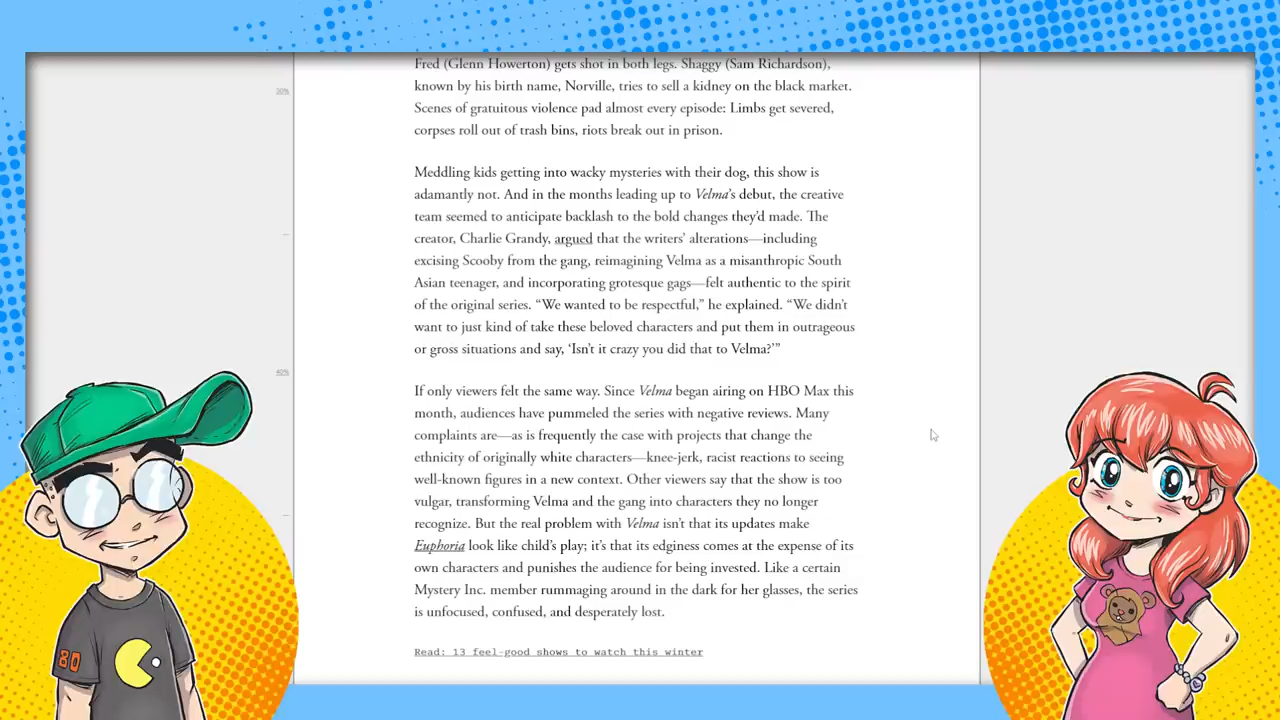 Fred (Glenn Howerton) gets shot in both legs. Shaggy (Sam Richardson),
known by his birth name, Norville, tries to sell a kidney on the black market.
20%
Scenes of gratuitous violence pad almost every episode: Limbs get severed,
corpses roll out of trash bins, riots break out in prison.
Meddling kids getting into wacky mysteries with their dog, this show is
adamantly not. And in the months leading up to Velma’s debut, the creative
team seemed to anticipate backlash to the bold changes they’d made. The
creator, Charlie Grandy, argued that the writers’ alterations—including
excising Scooby from the gang, reimagining Velma as a misanthropic South
Asian teenager, and incorporating grotesque gags—felt authentic to the spirit
of the original series. “We wanted to be respectful,” he explained. “We didn’t
want to just kind of take these beloved characters and put them in outrageous
or gross situations and say, ‘Isn’t it crazy you did that to Velma?’”
40%
If only viewers felt the same way. Since Velma began airing on HBO Max this
month, audiences have pummeled the series with negative reviews. Many
complaints are—as is frequently the case with projects that change the
ethnicity of originally white characters—knee-jerk, racist reactions to seeing
well-known figures in a new context. Other viewers say that the show is too
vulgar, transforming Velma and the gang into characters they no longer
recognize. But the real problem with Velma isn’t that its updates make
Euphoria look like child’s play; it’s that its edginess comes at the expense of its
own characters and punishes the audience for being invested. Like a certain
Mystery Inc. member rummaging around in the dark for her glasses, the series
is unfocused, confused, and desperately lost.
Read: 13 feel-good shows to watch this winter
80